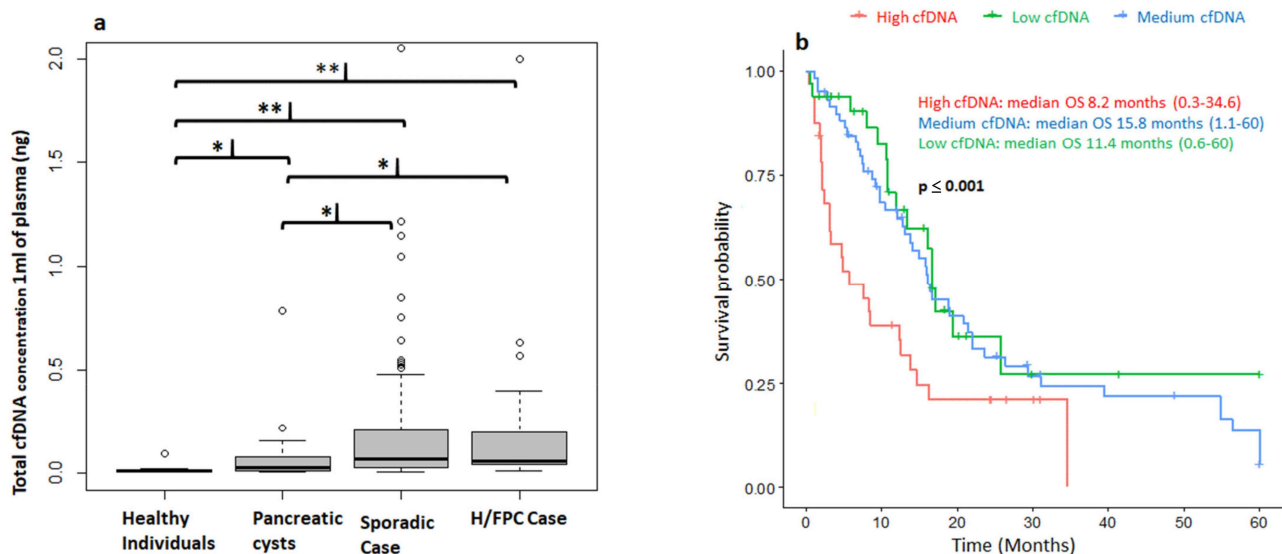 a
Total cfDNA concentration 1ml of plasma (ng)
2.0
1.5
1.0
0.5
0.0
**
**
*
*
*
Healthy
Individuals
Pancreatic
cysts
Sporadic
Case
H/FPC Case
High cfDNA
Low cfDNA
Medium cfDNA
b
High cfDNA: median OS 8.2 months (0.3-34.6)
Medium cfDNA: median OS 15.8 months (1.1-60)
Low cfDNA: median OS 11.4 months (0.6-60)
p ≤ 0.001
Survival probability
1.00
0.75
0.50
0.25
0.00
0 10 20 30 40 50 60
Time (Months)